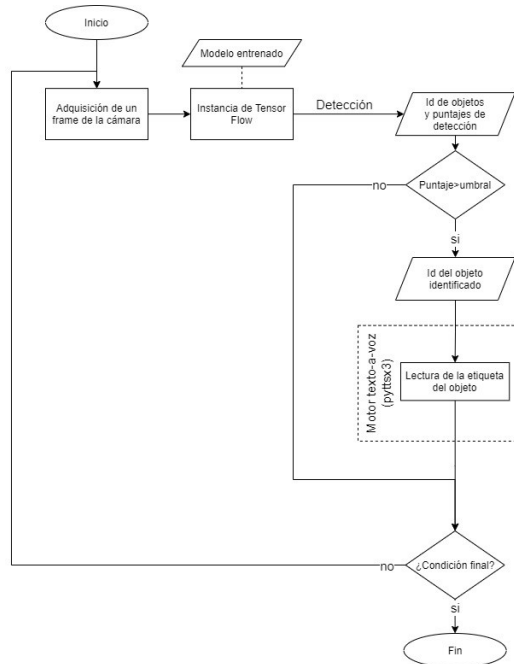 Inicio
Modelo entrenado
Adquisición de un
frame de la cámara
Instancia de Tensor
Flow
Detección
Id de objetos
y puntajes de
detección
Puntaje>umbral
no
si
Id del objeto
identificado
Motor texto-a-voz
(pyttsx3)
Lectura de la etiqueta
del objeto
¿Condición final?
no
si
Fin